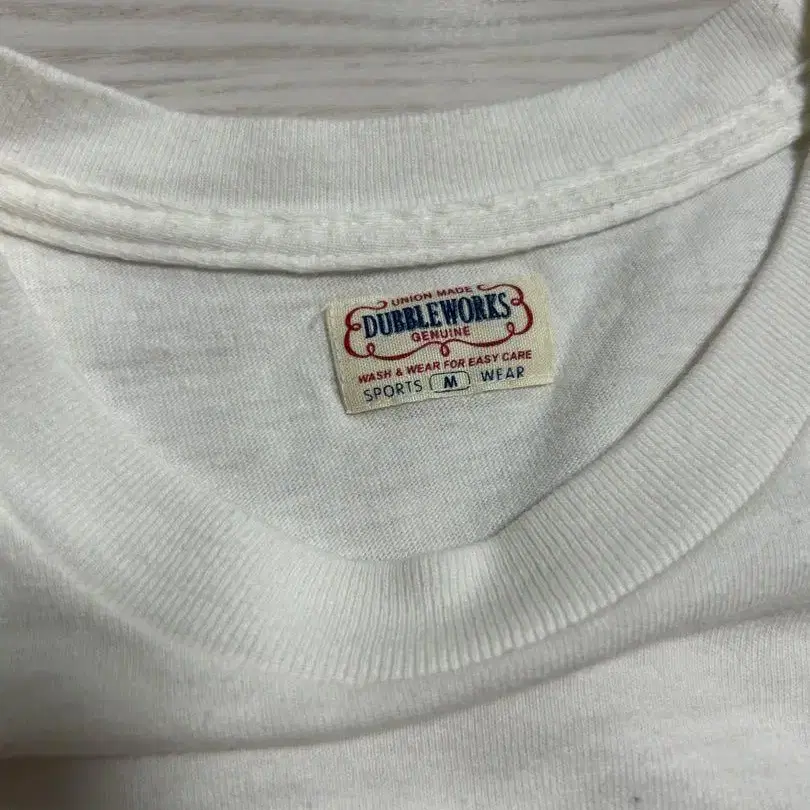 UNION MADE
DUBBLEWORKS
GENUINE
WASH & WEAR FOR EASY CARE
SPORTS M WEAR